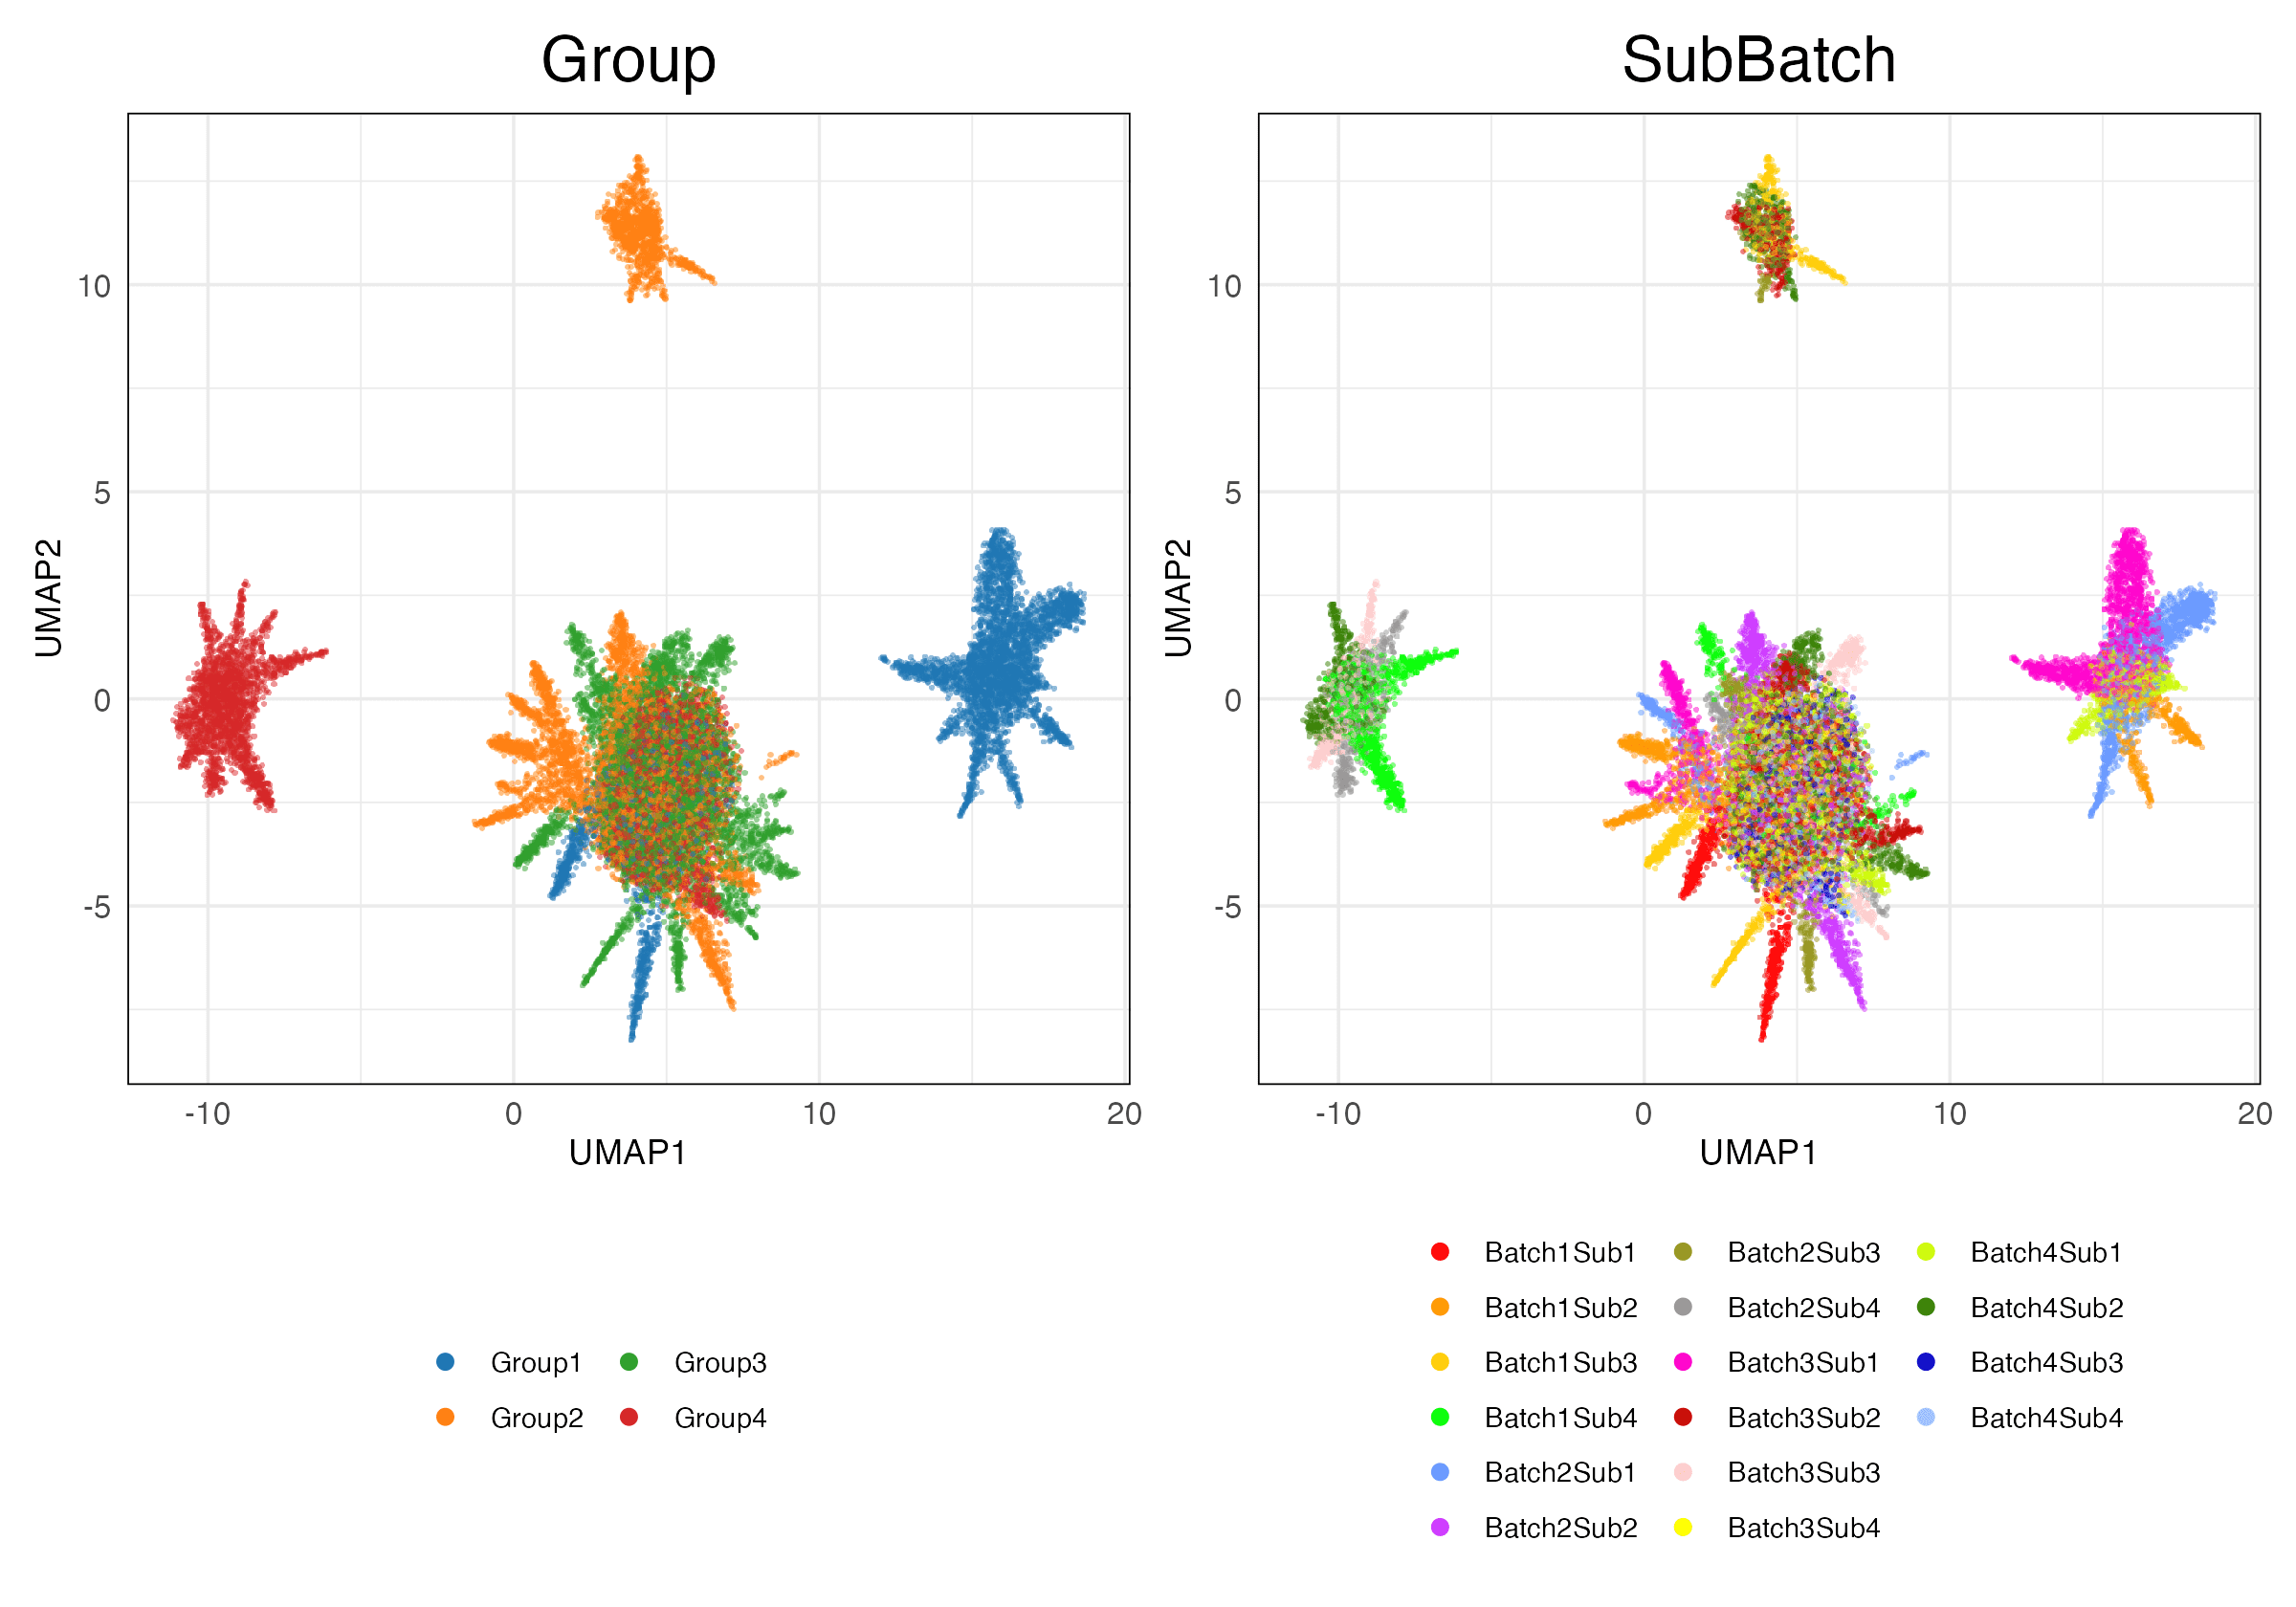 Group
SubBatch
10
5
0
-5
UMAP2
-10
0
10
20
UMAP1
10
5
0
-5
UMAP2
-10
0
10
20
UMAP1
Group1
Group3
Group2
Group4
Batch1Sub1
Batch2Sub3
Batch4Sub1
Batch1Sub2
Batch2Sub4
Batch4Sub2
Batch1Sub3
Batch3Sub1
Batch4Sub3
Batch1Sub4
Batch3Sub2
Batch4Sub4
Batch2Sub1
Batch3Sub3
Batch2Sub2
Batch3Sub4